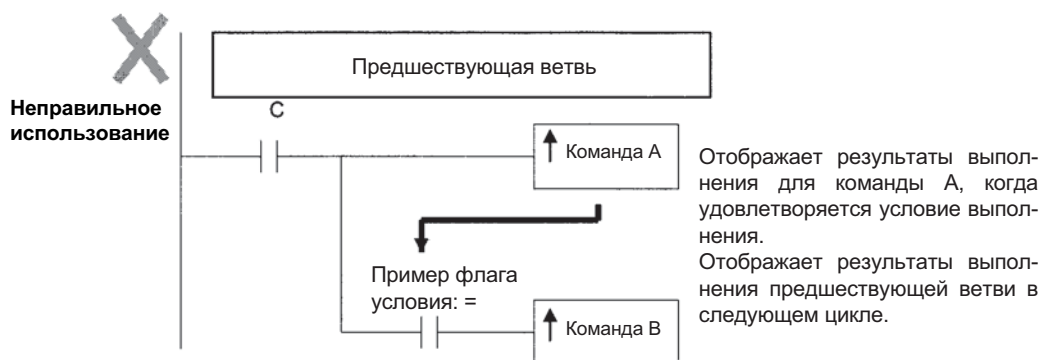 Предшествующая ветвь
Неправильное
использование
C
Команда A
Отображает результаты выпол-
нения для команды А, когда
удовлетворяется условие выпол-
нения.
Отображает результаты выпол-
нения предшествующей ветви в
следующем цикле.
Пример флага
условия: =
Команда B